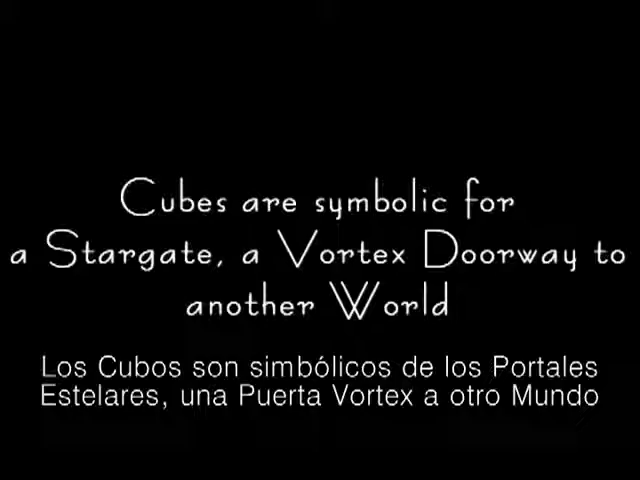 Cubes are symbolic for
a Stargate, a Vortex Doorway to
another World
Los Cubos son simbólicos de los Portales
Estelares, una Puerta Vortex a otro Mundo